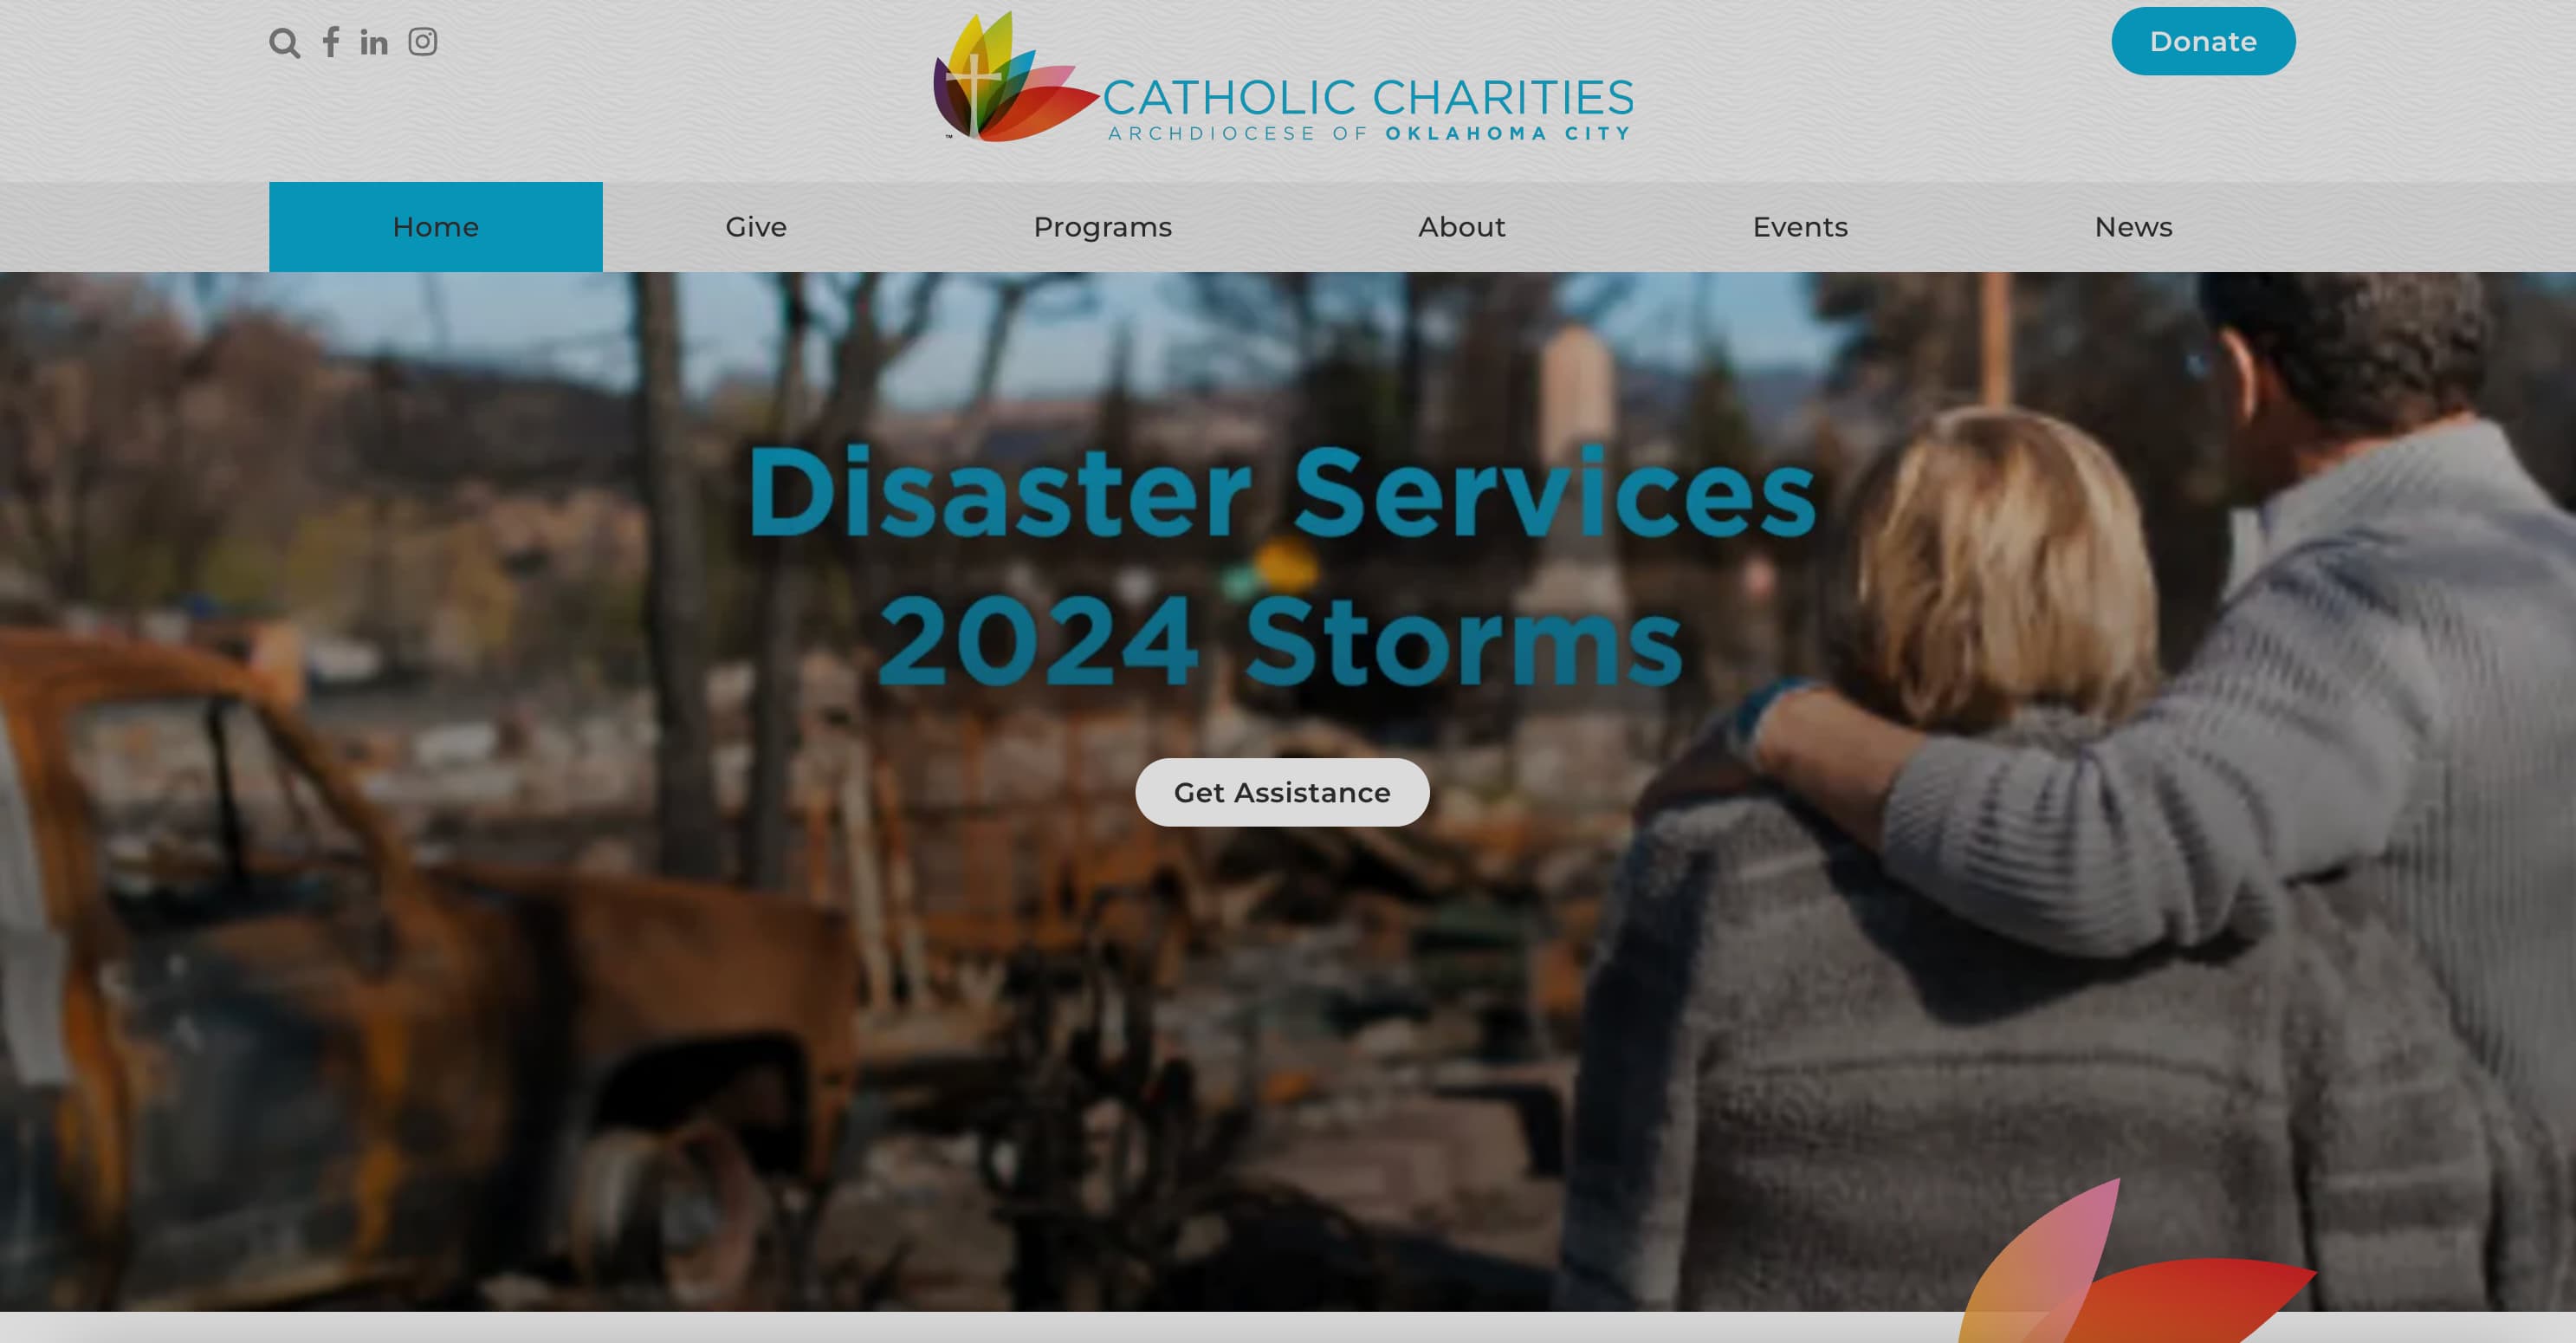 Donate
CATHOLIC CHARITIES
ARCHDIOCESE OF OKLAHOMA CITY
™
Home
Give
Programs
About
Events
News
Disaster Services
2024 Storms
Get Assistance